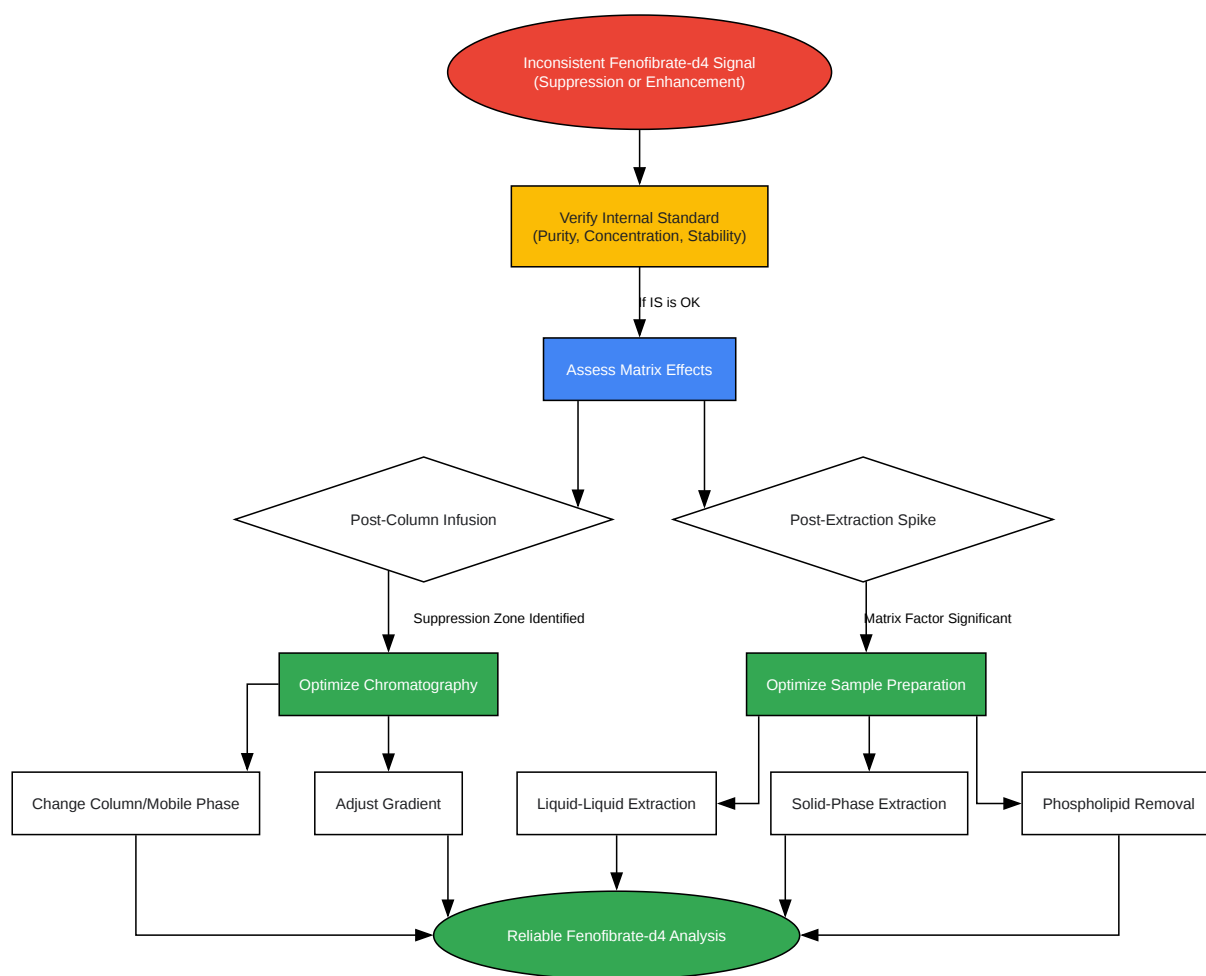 Inconsistent Fenofibrate-d4 Signal
(Suppression or Enhancement)
Verify Internal Standard
(Purity, Concentration, Stability)
If IS is OK
Assess Matrix Effects
Post-Column Infusion
Post-Extraction Spike
Suppression Zone Identified
Matrix Factor Significant
Optimize Chromatography
Optimize Sample Preparation
Change Column/Mobile Phase
Adjust Gradient
Liquid-Liquid Extraction
Solid-Phase Extraction
Phospholipid Removal
Reliable Fenofibrate-d4 Analysis